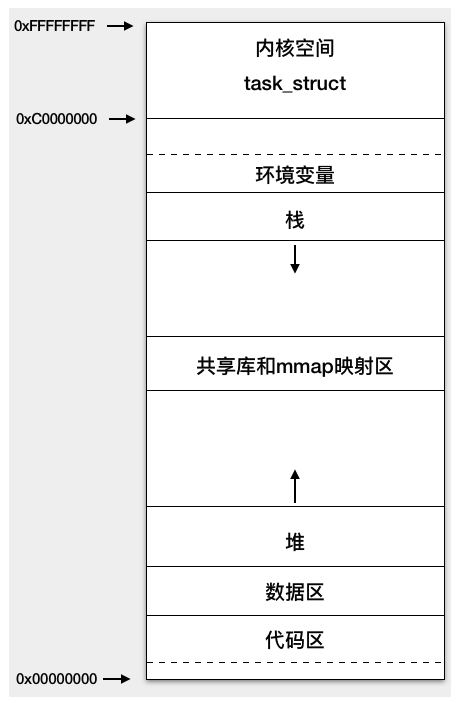 0xFFFFFFFF
内核空间
task_struct
0xC0000000
环境变量
栈
共享库和mmap映射区
堆
数据区
代码区
0x00000000